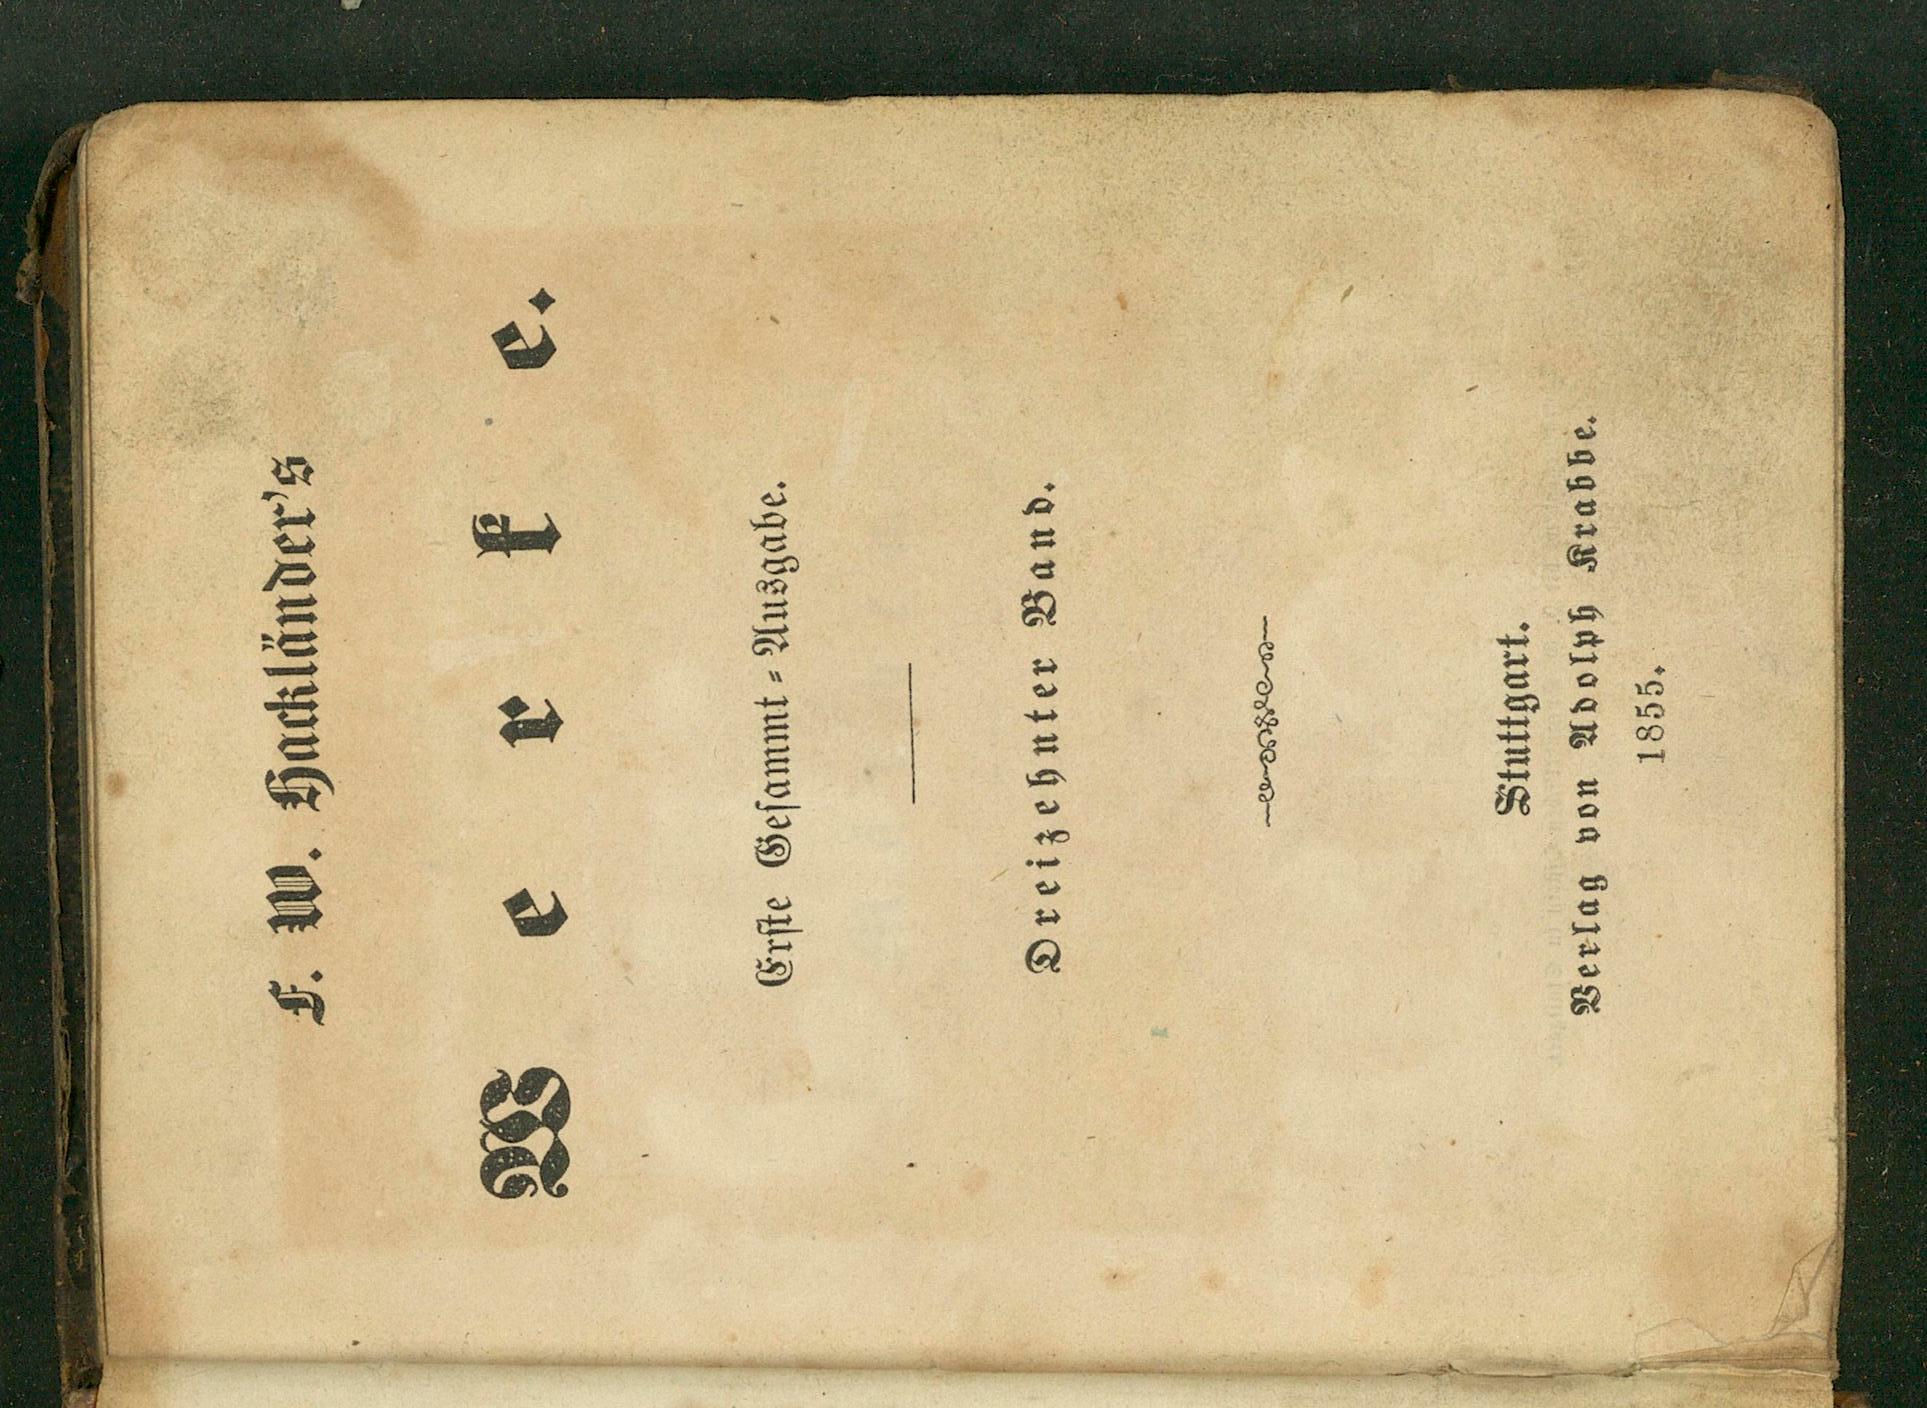 F. W. Hackländer's
Werke.
Erste Gesammt-Ausgabe.
Dreizehnter Band.
Stuttgart.
Verlag von Adolph Krabbe.
1855.